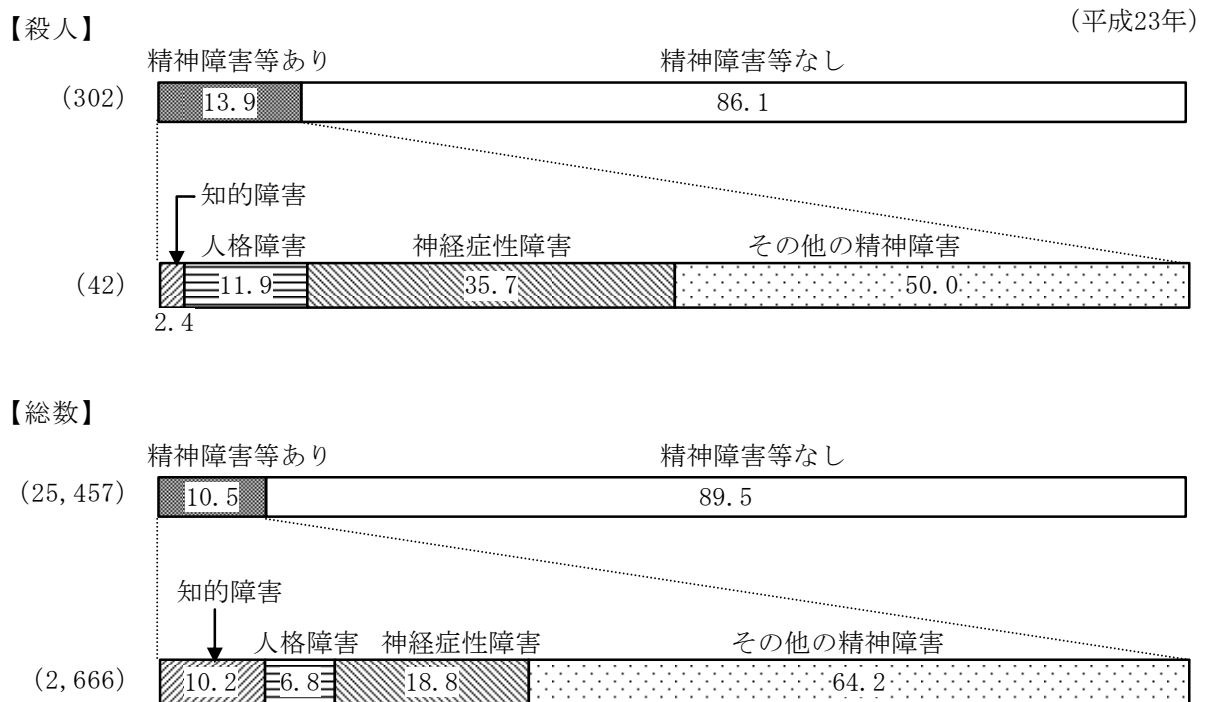 (平成23年)
【殺人】
精神障害等あり 精神障害等なし
(302) 13.9 86.1
知的障害
人格障害 神経症性障害 その他の精神障害
(42) 11.9 35.7 50.0
2.4
【総数】
精神障害等あり 精神障害等なし
(25,457) 10.5 89.5
知的障害
人格障害 神経症性障害 その他の精神障害
(2,666) 10.2 6.8 18.8 64.2